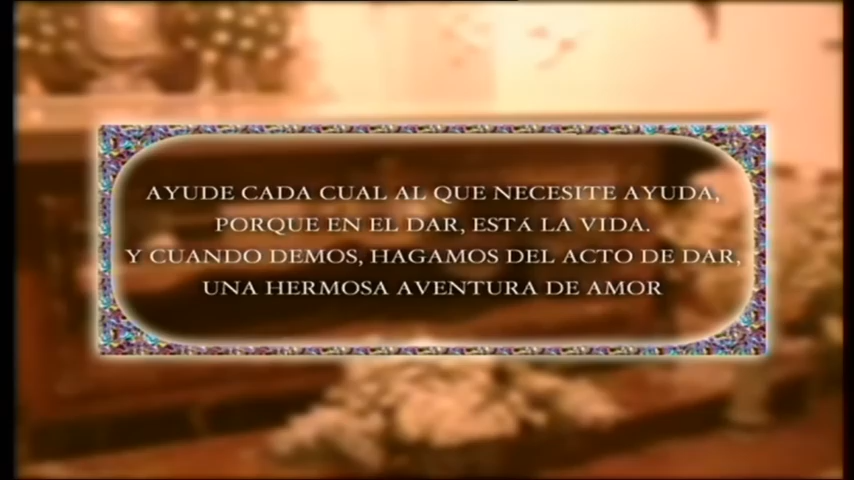 AYUDE CADA CUAL AL QUE NECESITE AYUDA,
PORQUE EN EL DAR, ESTá LA VIDA.
Y CUANDO DEMOS, HAGAMOS DEL ACTO DE DAR,
UNA HERMOSA AVENTURA DE AMOR